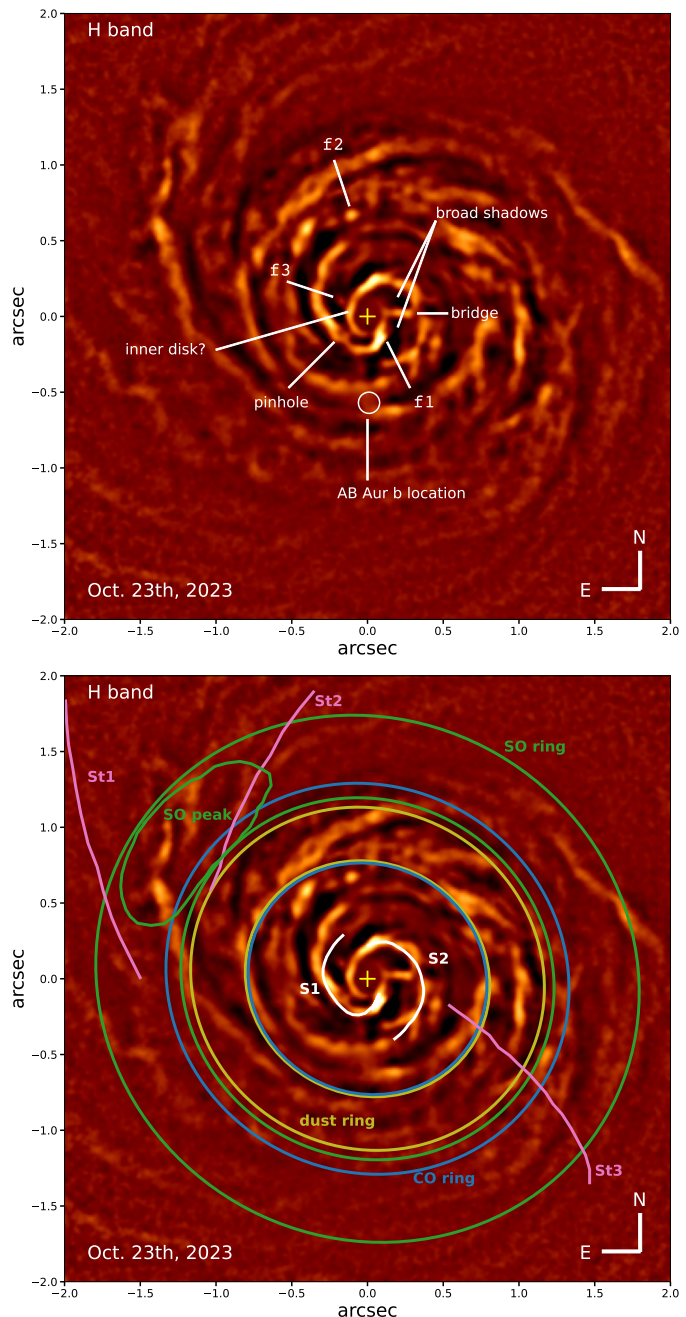 H band
2.0
1.5
f2
1.0
broad shadows
0.5
f3
arcsec
0.0
bridge
inner disk?
pinhole
f1
−0.5
−1.0
AB Aur b location
−1.5
N
Oct. 23th, 2023
E
−2.0
−2.0 −1.5 −1.0 −0.5 0.0 0.5 1.0 1.5 2.0
arcsec
2.0
H band
St2
1.5
SO ring
St1
SO peak
1.0
0.5
S2
arcsec
0.0
S1
−0.5
dust ring
−1.0
St3
CO ring
−1.5
N
Oct. 23th, 2023
E
−2.0
−2.0 −1.5 −1.0 −0.5 0.0 0.5 1.0 1.5 2.0
arcsec